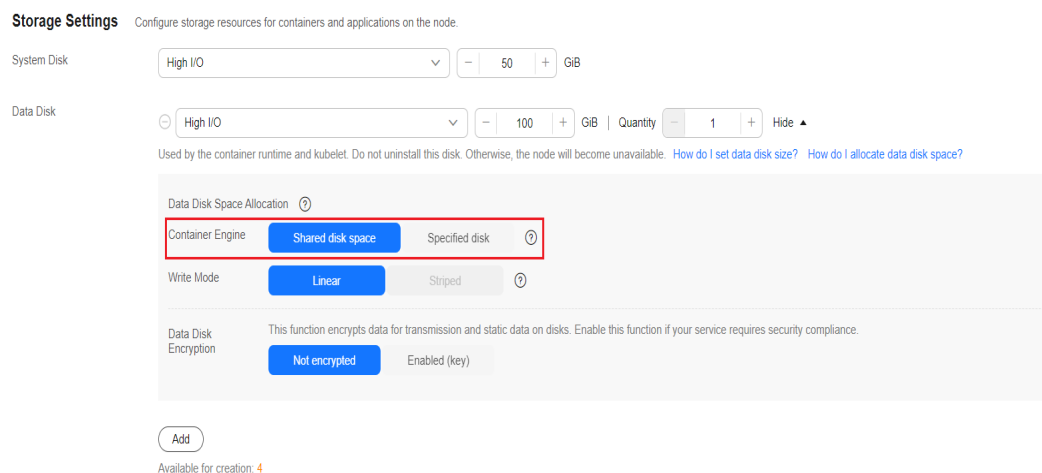 Storage Settings Configure storage resources for containers and applications on the node.
System Disk High I/O − 50 + GiB
Data Disk
High I/O − 100 + GiB | Quantity − 1 + Hide ▲
Used by the container runtime and kubelet. Do not uninstall this disk. Otherwise, the node will become unavailable. How do I set data disk size? How do I allocate data disk space?
Data Disk Space Allocation ?
Container Engine Shared disk space Specified disk ?
Write Mode Linear Striped ?
Data Disk Encryption This function encrypts data for transmission and static data on disks. Enable this function if your service requires security compliance.
Not encrypted Enabled (key)
Add
Available for creation: 4